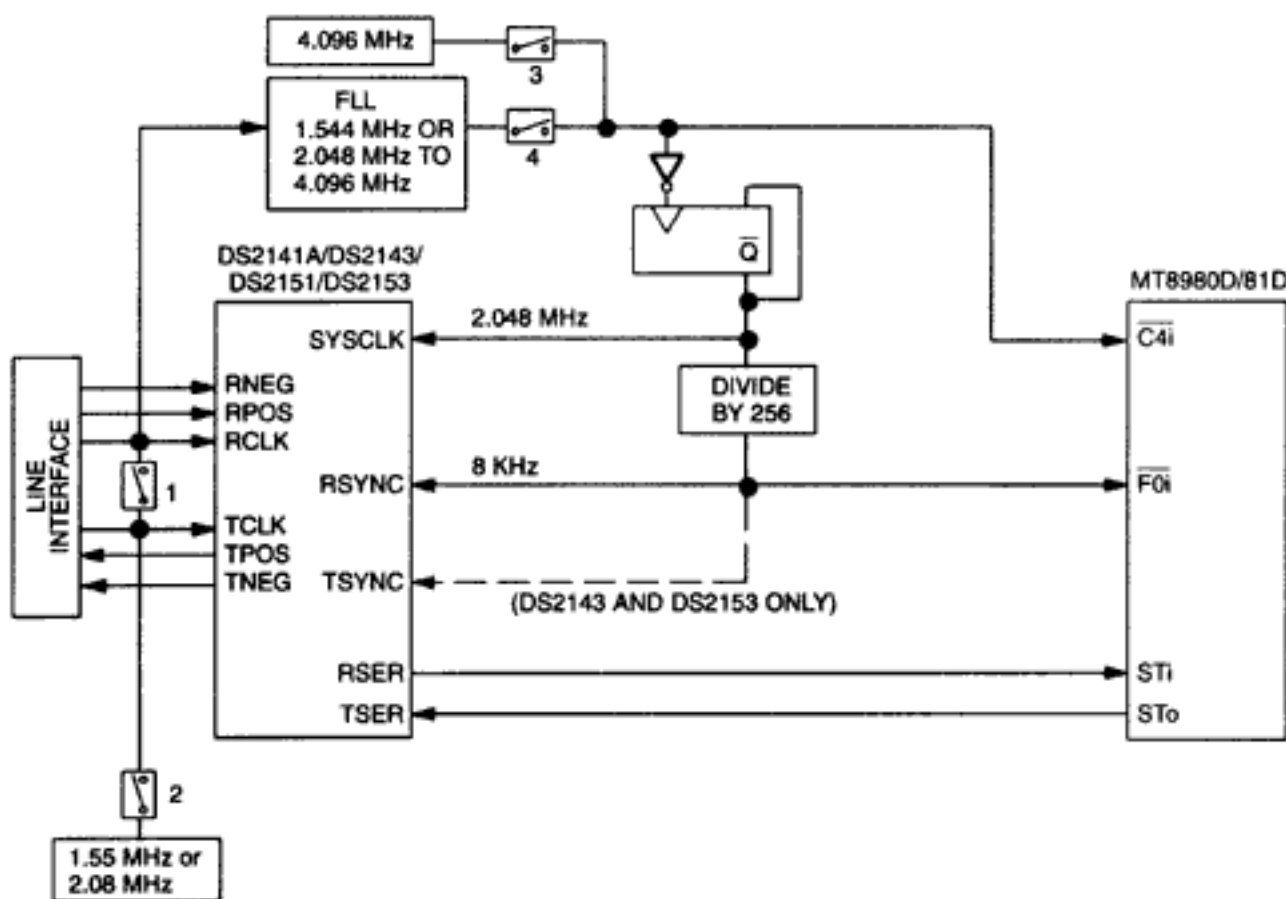 4.096 MHz
3
FLL
1.544 MHz OR
2.048 MHz TO
4.096 MHz
4
Q̅
DS2141A/DS2143/
DS2151/DS2153
MT8980D/81D
SYSCLK
2.048 MHz
C̅4̅i̅
DIVIDE
BY 256
LINE
INTERFACE
RNEG
RPOS
RCLK
1
RSYNC
8 KHz
F̅0̅i̅
TCLK
TPOS
TNEG
TSYNC
(DS2143 AND DS2153 ONLY)
RSER
STi
TSER
STo
2
1.55 MHz or
2.08 MHz